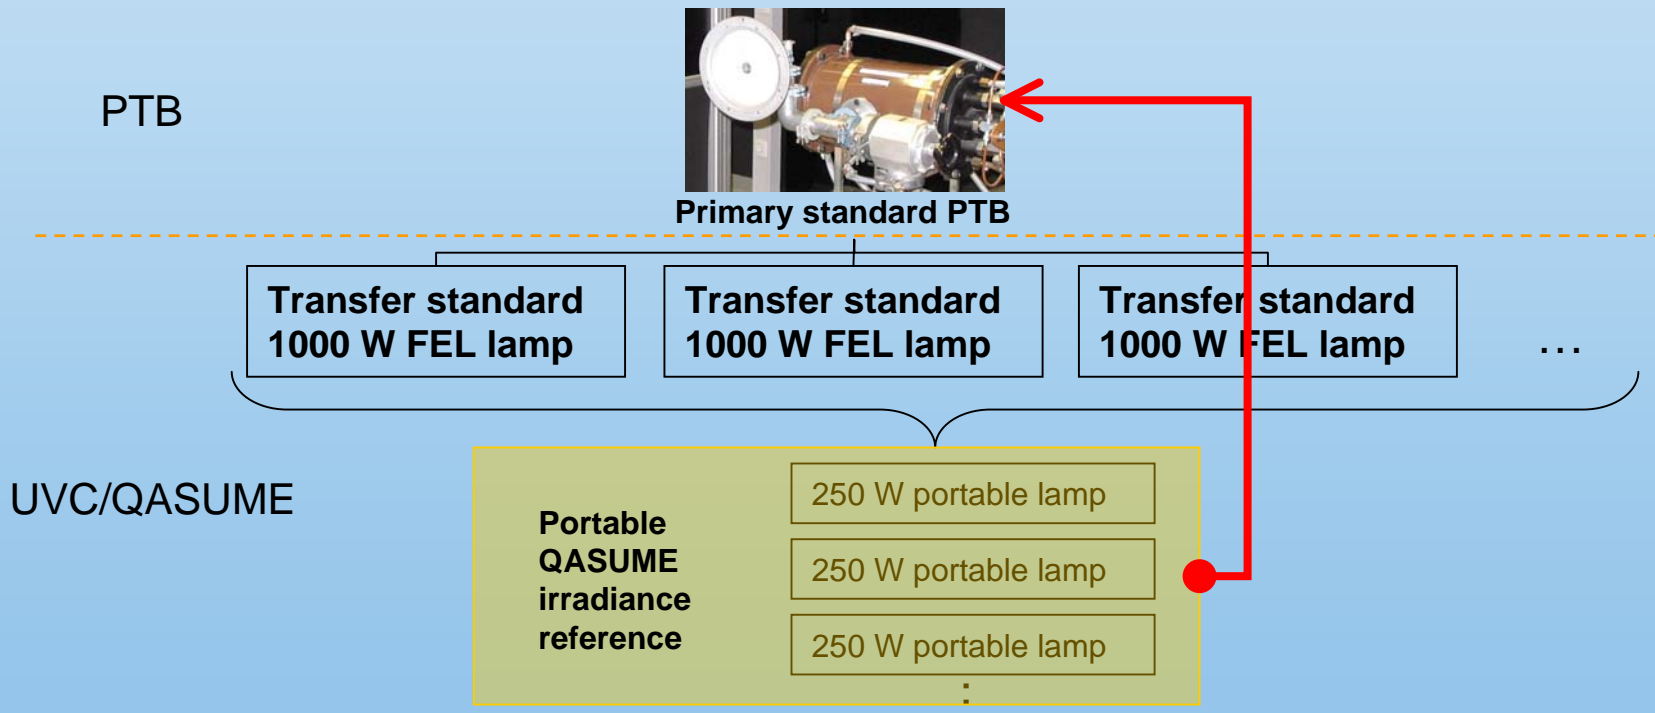 PTB
Primary standard PTB
Transfer standard
1000 W FEL lamp
Transfer standard
1000 W FEL lamp
Transfer standard
1000 W FEL lamp
...
UVC/QASUME
Portable
QASUME
irradiance
reference
250 W portable lamp
250 W portable lamp
250 W portable lamp
⋮